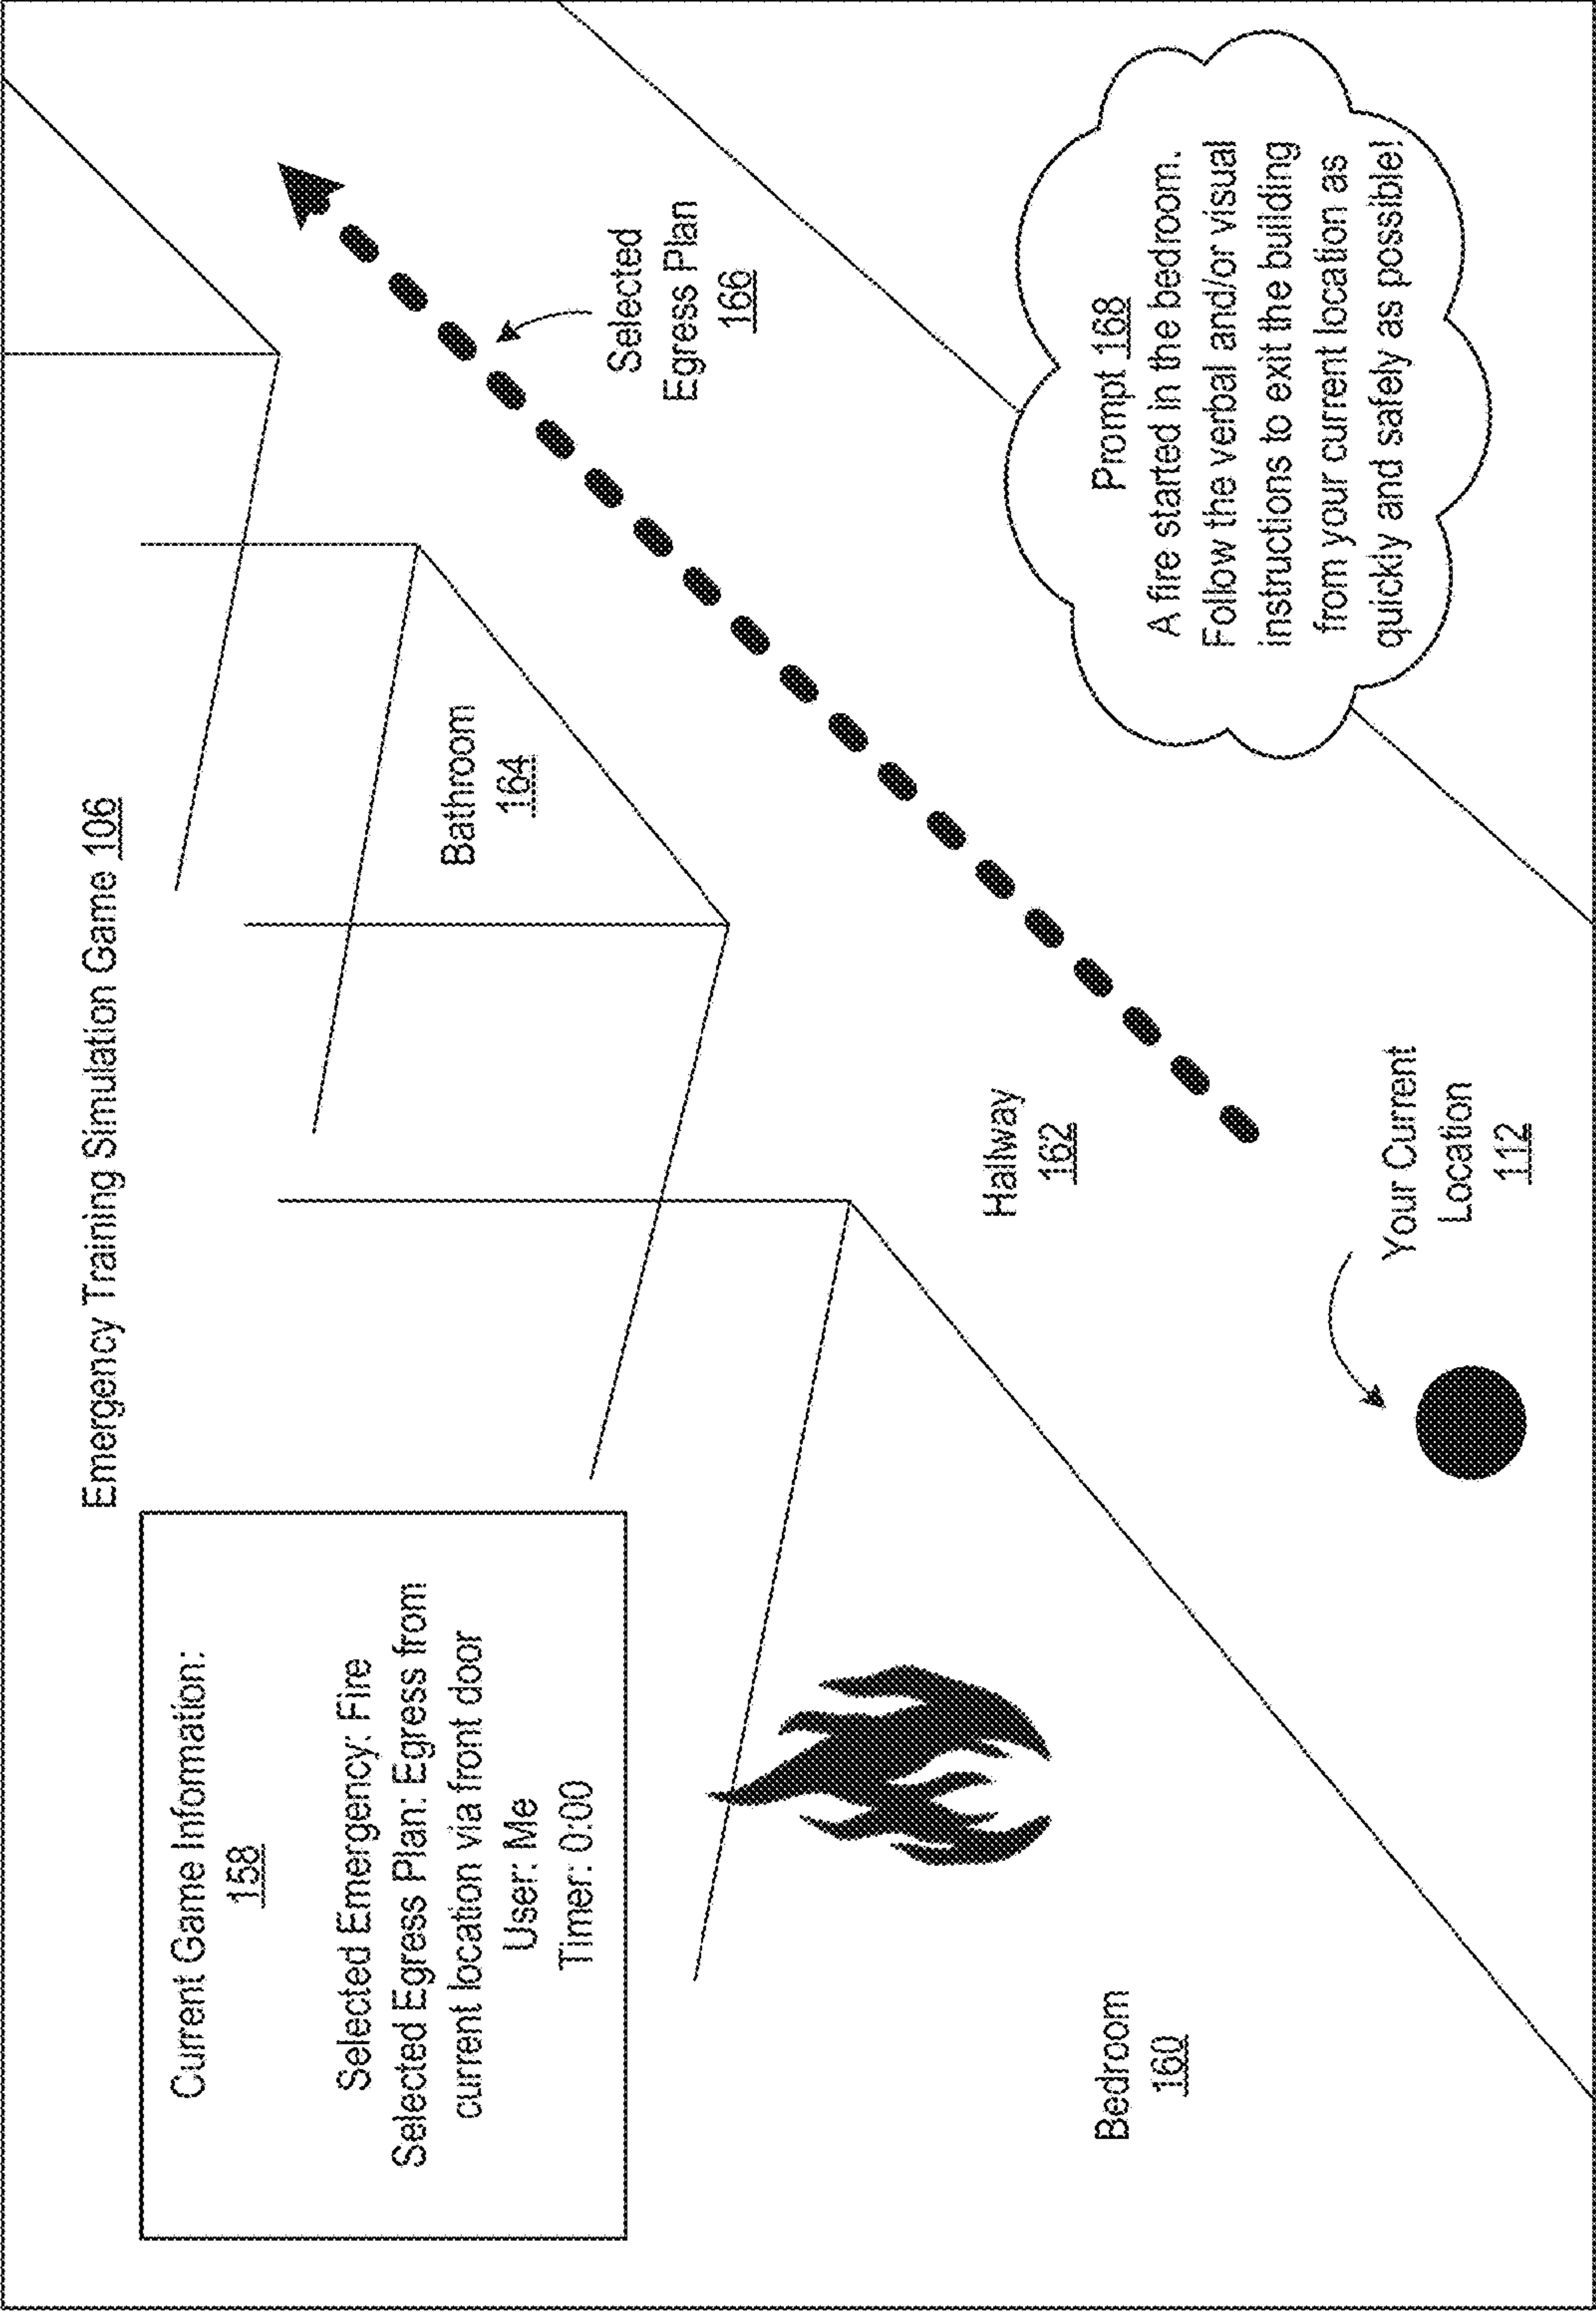 Emergency Training Simulation Game 106
Current Game Information:
158
Selected Emergency: Fire
Selected Egress Plan: Egress from
current location via front door
User: Me
Timer: 0:00
Bathroom
164
Selected
Egress Plan
166
Bedroom
160
Hallway
162
Your Current
Location
112
Prompt 168
A fire started in the bedroom.
Follow the verbal and/or visual
instructions to exit the building
from your current location as
quickly and safely as possible!